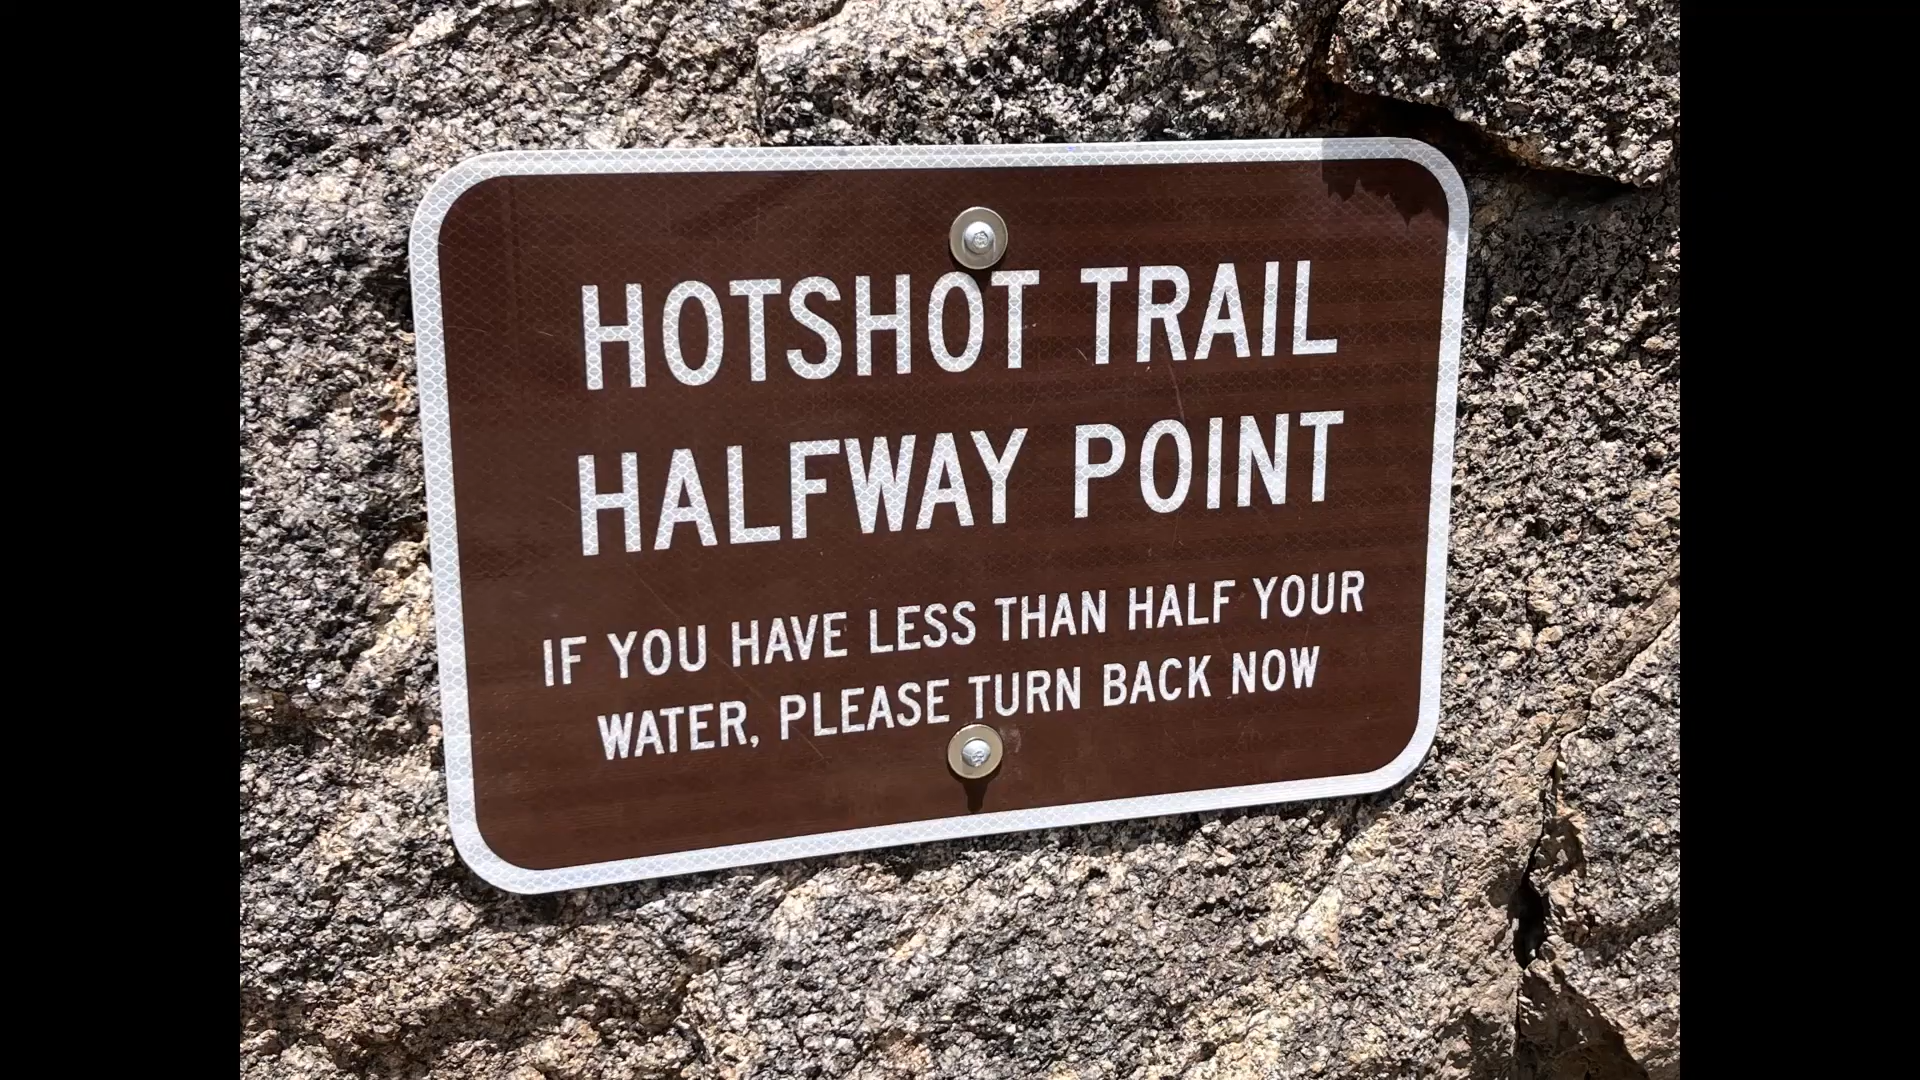 HOTSHOT TRAIL
HALFWAY POINT
IF YOU HAVE LESS THAN HALF YOUR
WATER, PLEASE TURN BACK NOW